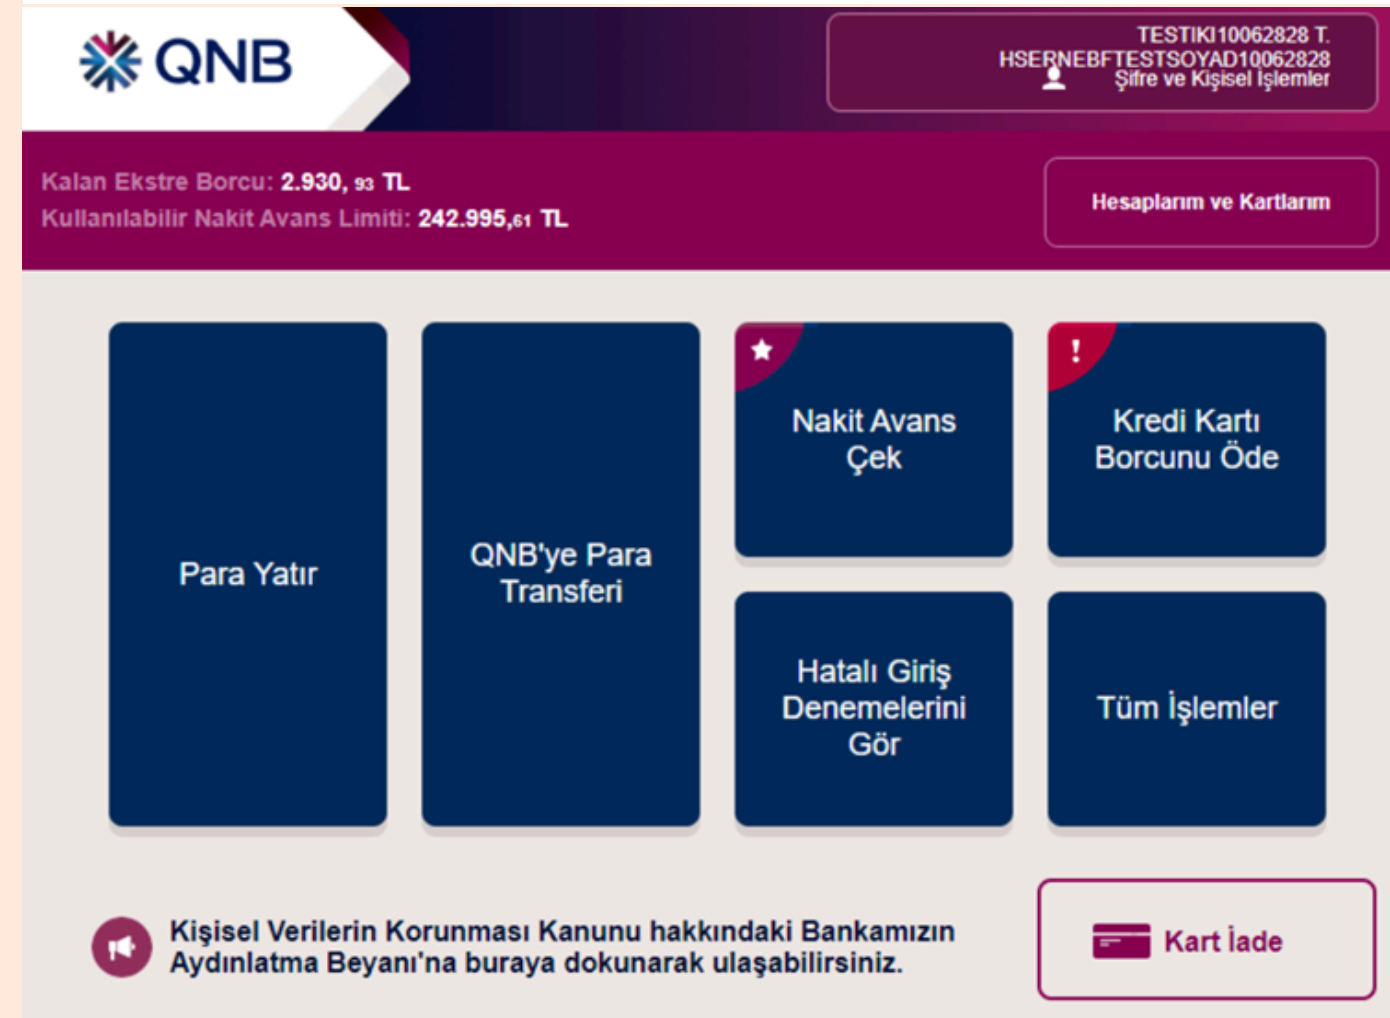 QNB
TESTIKI10062828 T.
HSERNEBFTESTSOYAD10062828
Şifre ve Kişisel İşlemler
Kalan Ekstre Borcu: 2.930, 93 TL
Kullanılabilir Nakit Avans Limiti: 242.995,61 TL
Hesaplarım ve Kartlarım
Para Yatır
QNB'ye Para
Transferi
Nakit Avans
Çek
!
Kredi Kartı
Borcunu Öde
Hatalı Giriş
Denemelerini
Gör
Tüm İşlemler
Kişisel Verilerin Korunması Kanunu hakkındaki Bankamızın
Aydınlatma Beyanı'na buraya dokunarak ulaşabilirsiniz.
Kart İade